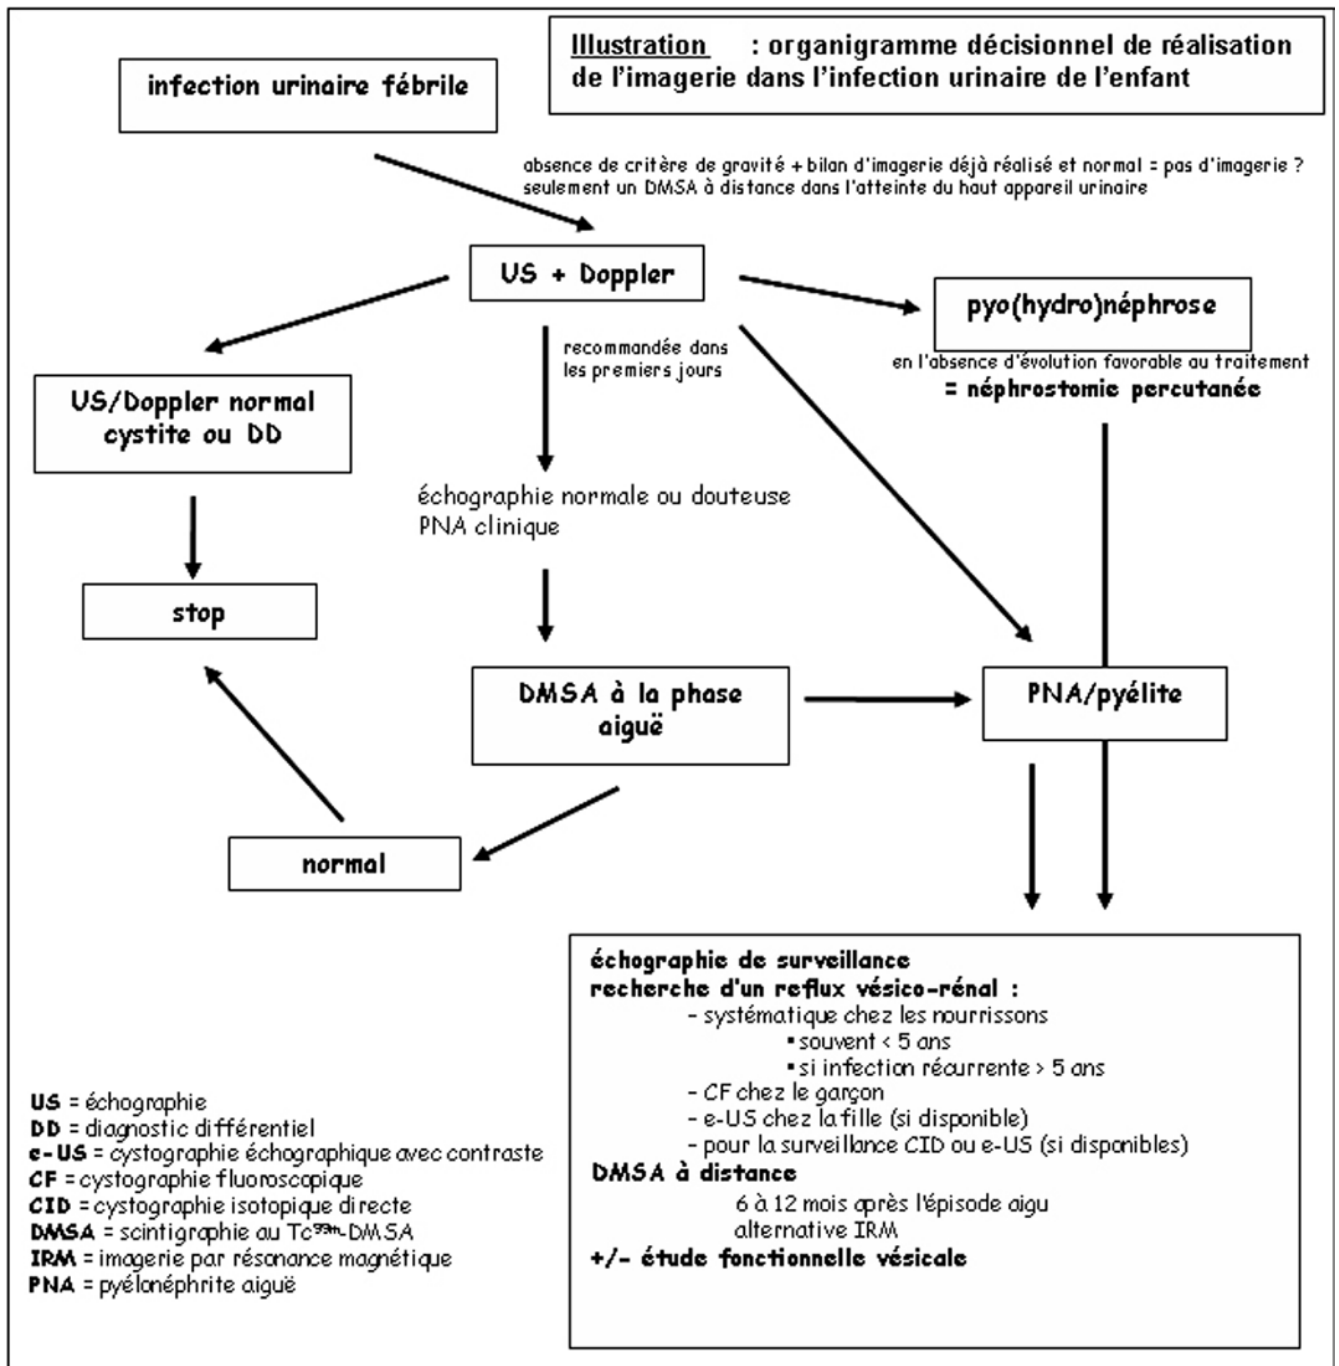 Illustration : organigramme décisionnel de réalisation
de l'imagerie dans l'infection urinaire de l'enfant
infection urinaire fébrile
absence de critère de gravité + bilan d'imagerie déjà réalisé et normal = pas d'imagerie ?
seulement un DMSA à distance dans l'atteinte du haut appareil urinaire
US + Doppler
pyo(hydro)néphrose
en l'absence d'évolution favorable au traitement
= néphrostomie percutanée
recommandée dans
les premiers jours
US/Doppler normal
cystite ou DD
échographie normale ou douteuse
PNA clinique
stop
DMSA à la phase
aiguë
PNA/pyélite
normal
échographie de surveillance
recherche d'un reflux vésico-rénal :
- systématique chez les nourrissons
▪ souvent < 5 ans
▪ si infection récurrente > 5 ans
- CF chez le garçon
- e-US chez la fille (si disponible)
- pour la surveillance CID ou e-US (si disponibles)
DMSA à distance
6 à 12 mois après l'épisode aigu
alternative IRM
+/- étude fonctionnelle vésicale
US = échographie
DD = diagnostic différentiel
e-US = cystographie échographique avec contraste
CF = cystographie fluoroscopique
CID = cystographie isotopique directe
DMSA = scintigraphie au Tc⁹⁹ᵐ-DMSA
IRM = imagerie par résonance magnétique
PNA = pyélonéphrite aiguë